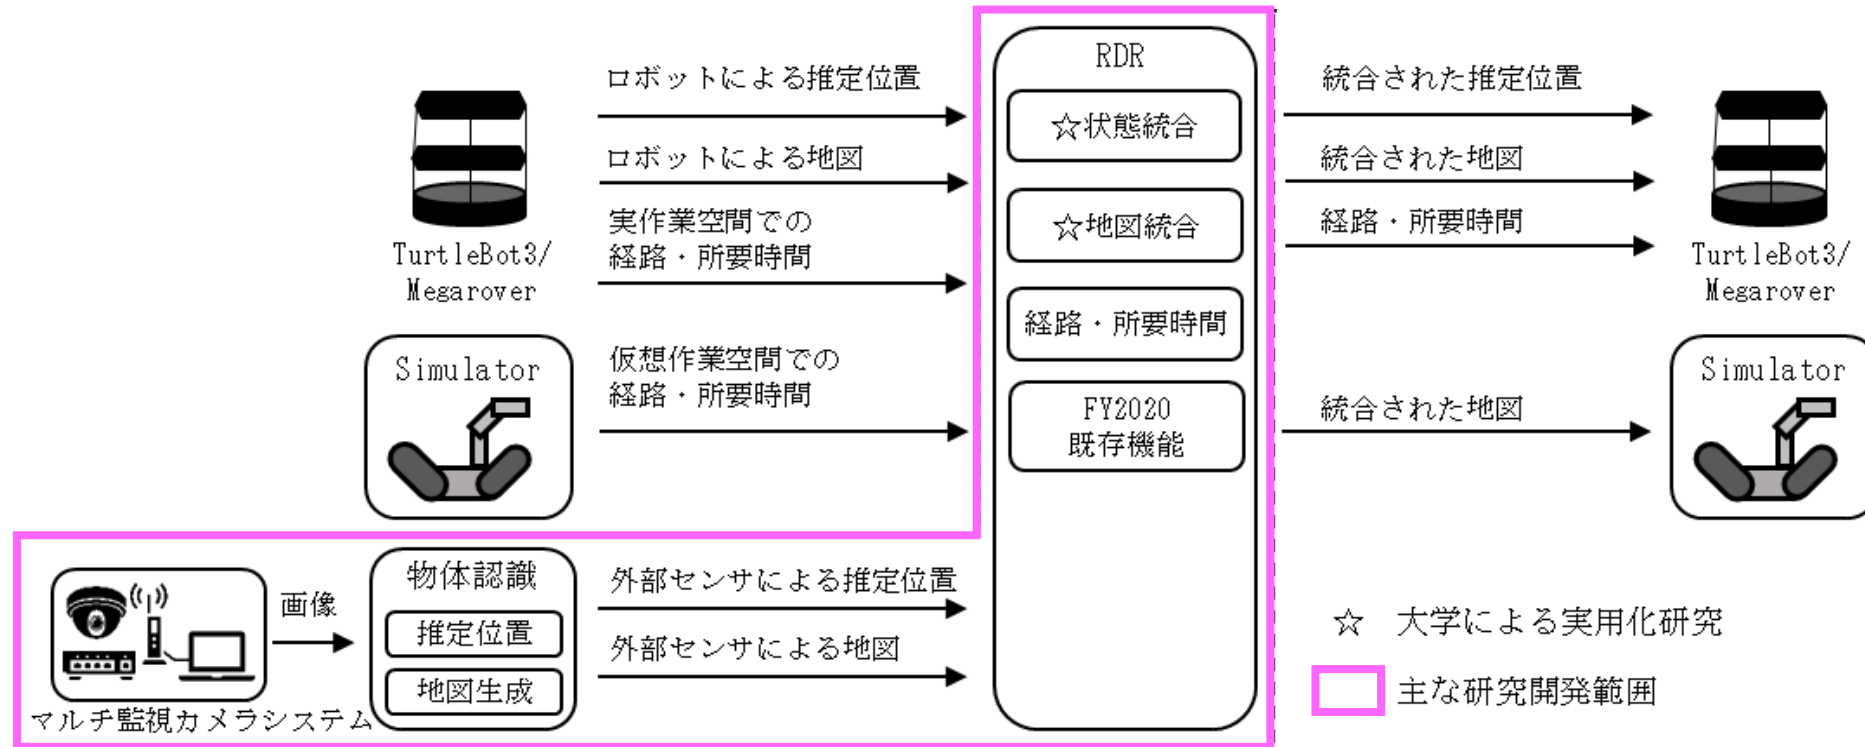 ロボットによる推定位置
ロボットによる地図
実作業空間での
経路・所要時間
TurtleBot3/
Megarover
Simulator
仮想作業空間での
経路・所要時間
マルチ監視カメラシステム
画像
物体認識
推定位置
地図生成
外部センサによる推定位置
外部センサによる地図
RDR
☆状態統合
☆地図統合
経路・所要時間
FY2020
既存機能
統合された推定位置
統合された地図
経路・所要時間
TurtleBot3/
Megarover
統合された地図
Simulator
☆ 大学による実用化研究
主な研究開発範囲